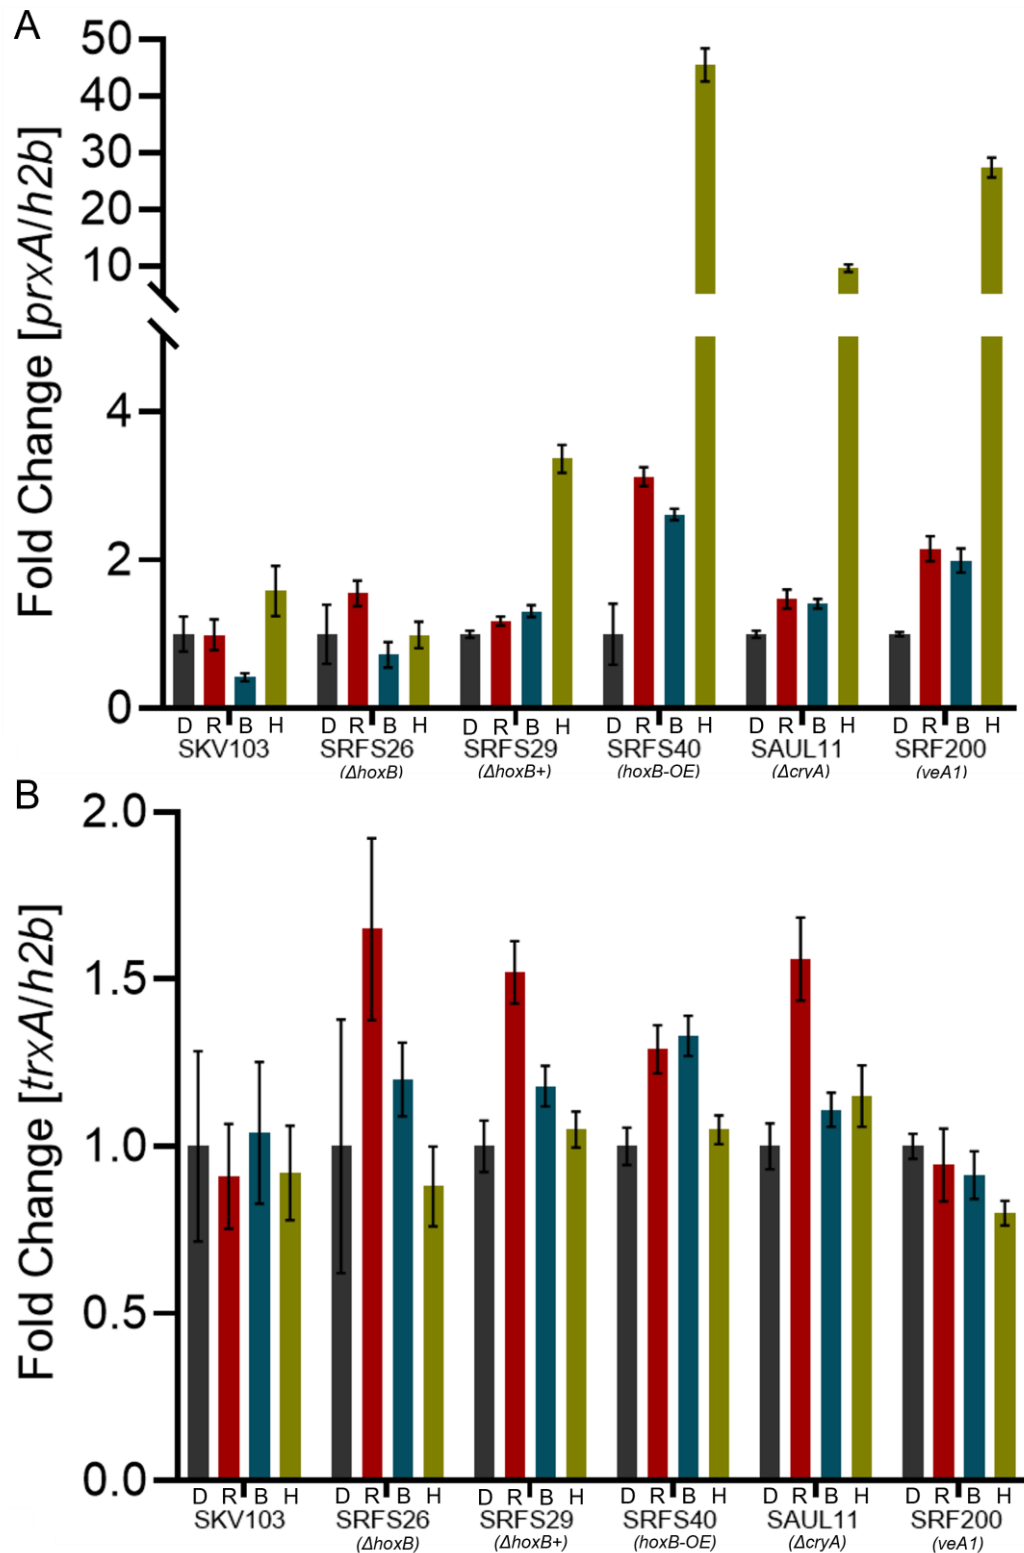 A
Fold Change [prxA/h2b]
50
40
30
20
10
4
2
0
D R B H D R B H D R B H D R B H D R B H D R B H
SKV103 SRFS26 SRFS29 SRFS40 SAUL11 SRF200
(ΔhoxB) (ΔhoxB+) (hoxB-OE) (ΔcryA) (veA1)
B
Fold Change [trxA/h2b]
2.0
1.5
1.0
0.5
0.0
D R B H D R B H D R B H D R B H D R B H D R B H
SKV103 SRFS26 SRFS29 SRFS40 SAUL11 SRF200
(ΔhoxB) (ΔhoxB+) (hoxB-OE) (ΔcryA) (veA1)